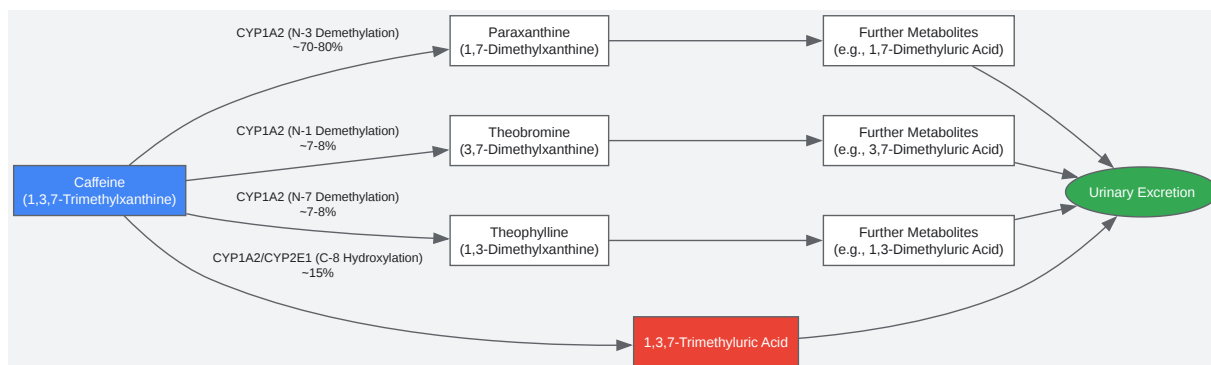 CYP1A2 (N-3 Demethylation)
~70-80%
Paraxanthine
(1,7-Dimethylxanthine)
Further Metabolites
(e.g., 1,7-Dimethyluric Acid)
CYP1A2 (N-1 Demethylation)
~7-8%
Theobromine
(3,7-Dimethylxanthine)
Further Metabolites
(e.g., 3,7-Dimethyluric Acid)
Caffeine
(1,3,7-Trimethylxanthine)
Urinary Excretion
CYP1A2 (N-7 Demethylation)
~7-8%
Theophylline
(1,3-Dimethylxanthine)
Further Metabolites
(e.g., 1,3-Dimethyluric Acid)
CYP1A2/CYP2E1 (C-8 Hydroxylation)
~15%
1,3,7-Trimethyluric Acid